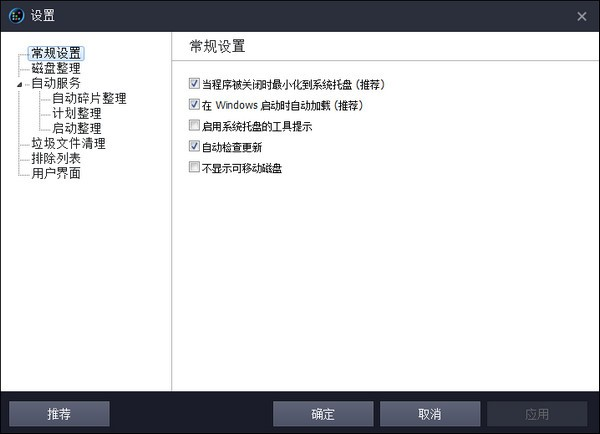 设置
常规设置
磁盘整理
自动服务
自动碎片整理
计划整理
启动整理
垃圾文件清理
排除列表
用户界面
常规设置
当程序被关闭时最小化到系统托盘 (推荐)
在 Windows 启动时自动加载 (推荐)
启用系统托盘的工具提示
自动检查更新
不显示可移动磁盘
推荐
确定
取消
应用